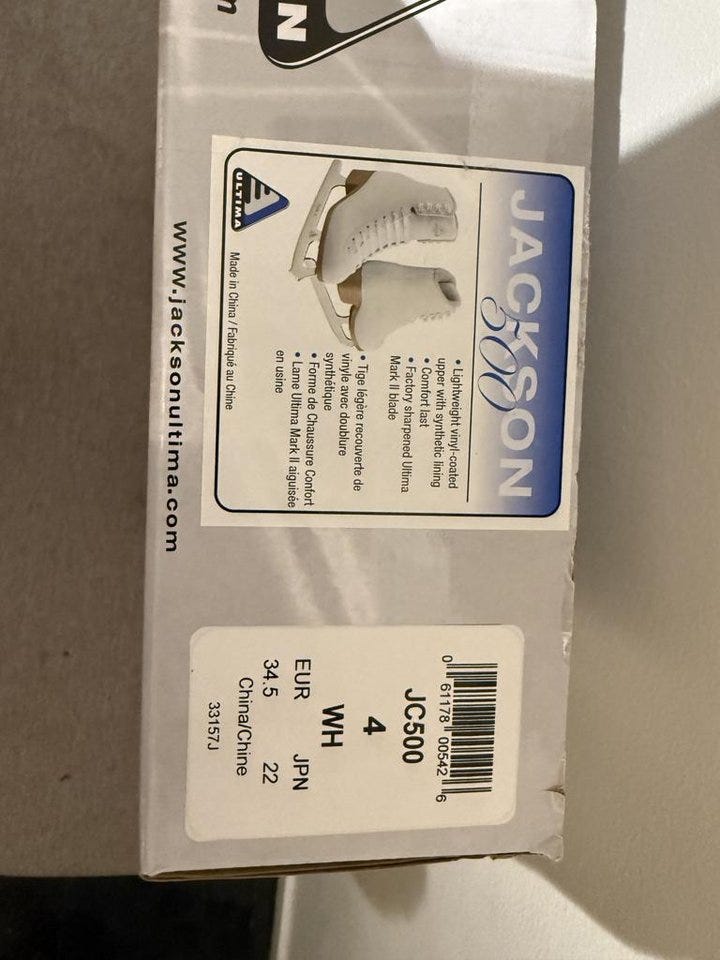 N
m
JACKSON
500
• Lightweight vinyl-coated
upper with synthetic lining
• Comfort last
• Factory sharpened Ultima
Mark II blade
• Tige légère recouverte de
vinyle avec doublure
synthétique
• Forme de Chaussure Confort
• Lame Ultima Mark II aiguisée
en usine
ULTIMA
Made in China / Fabriqué au Chine
www.jacksonultima.com
0 61178 00542 6
JC500
4
WH
EUR JPN
34.5 22
China/Chine
33157J